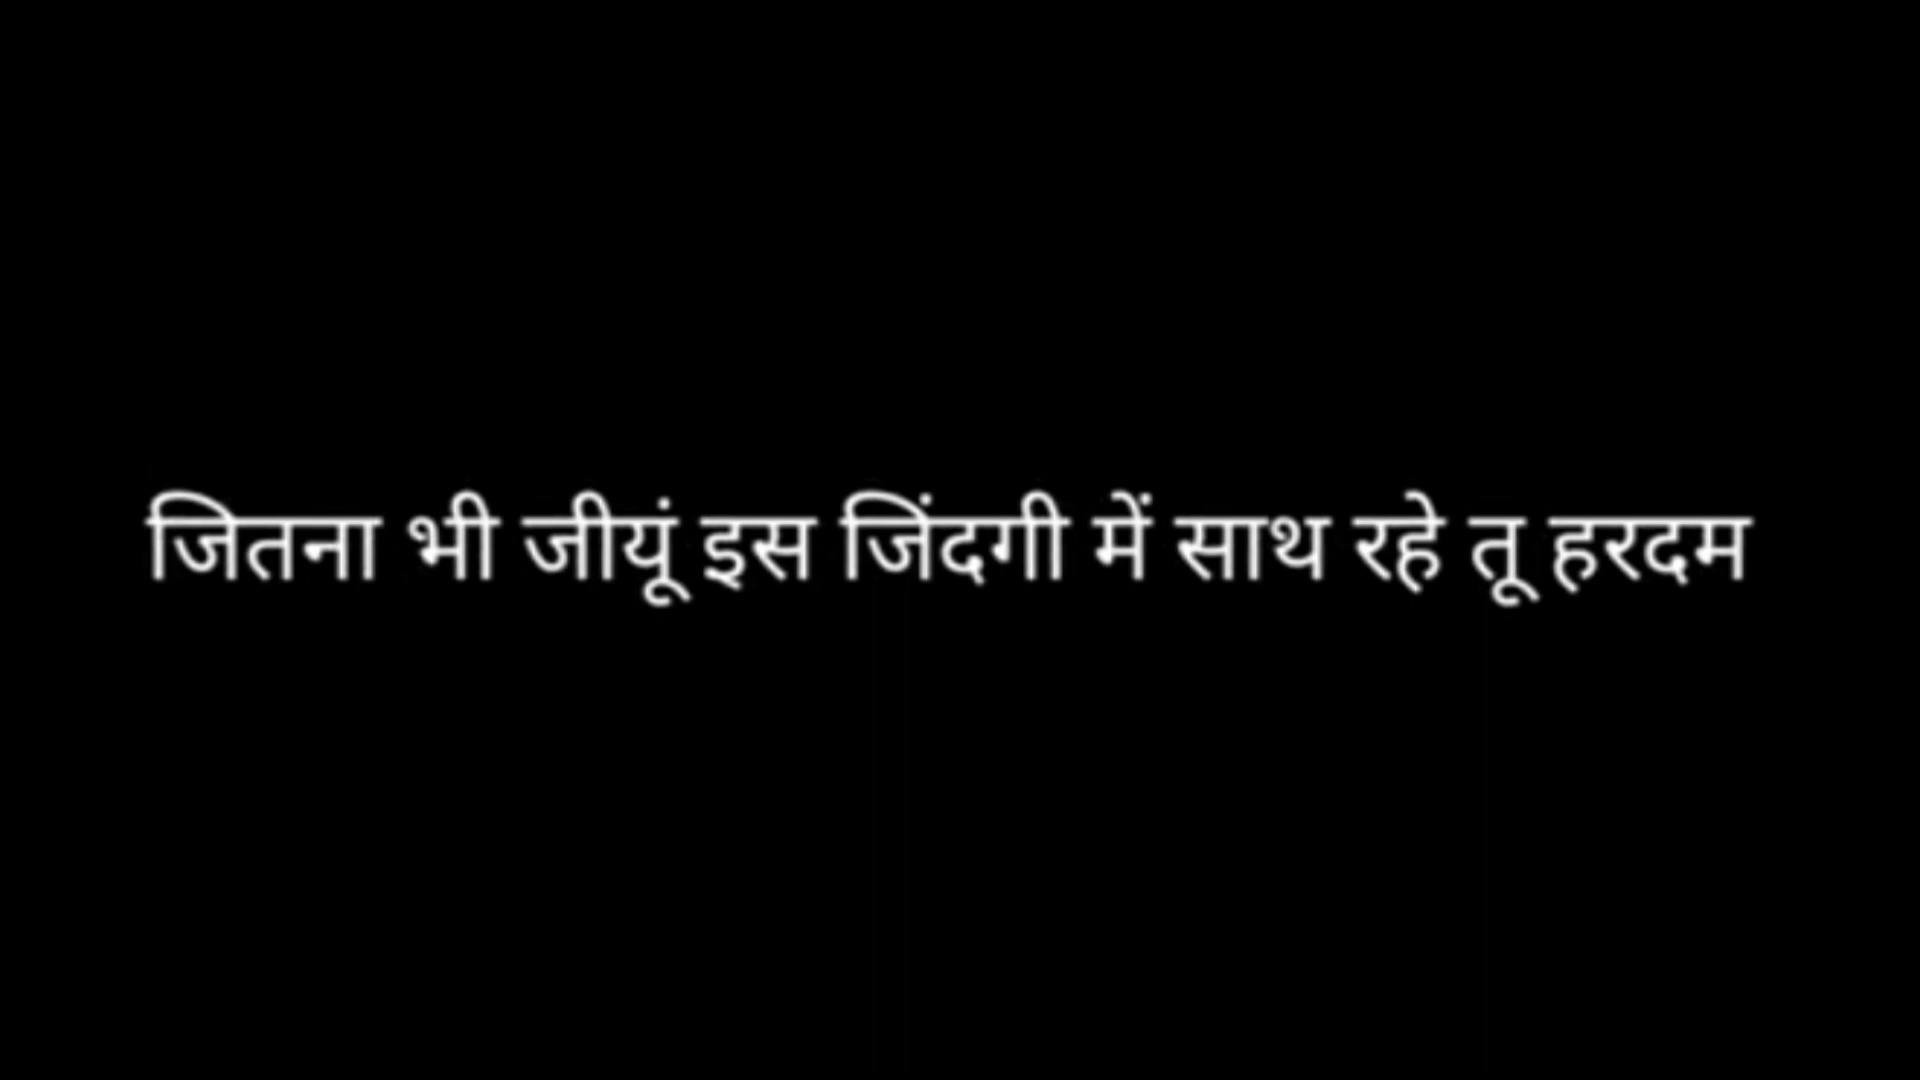 जितना भी जीयूं इस जिंदगी में साथ रहे तू हरदम